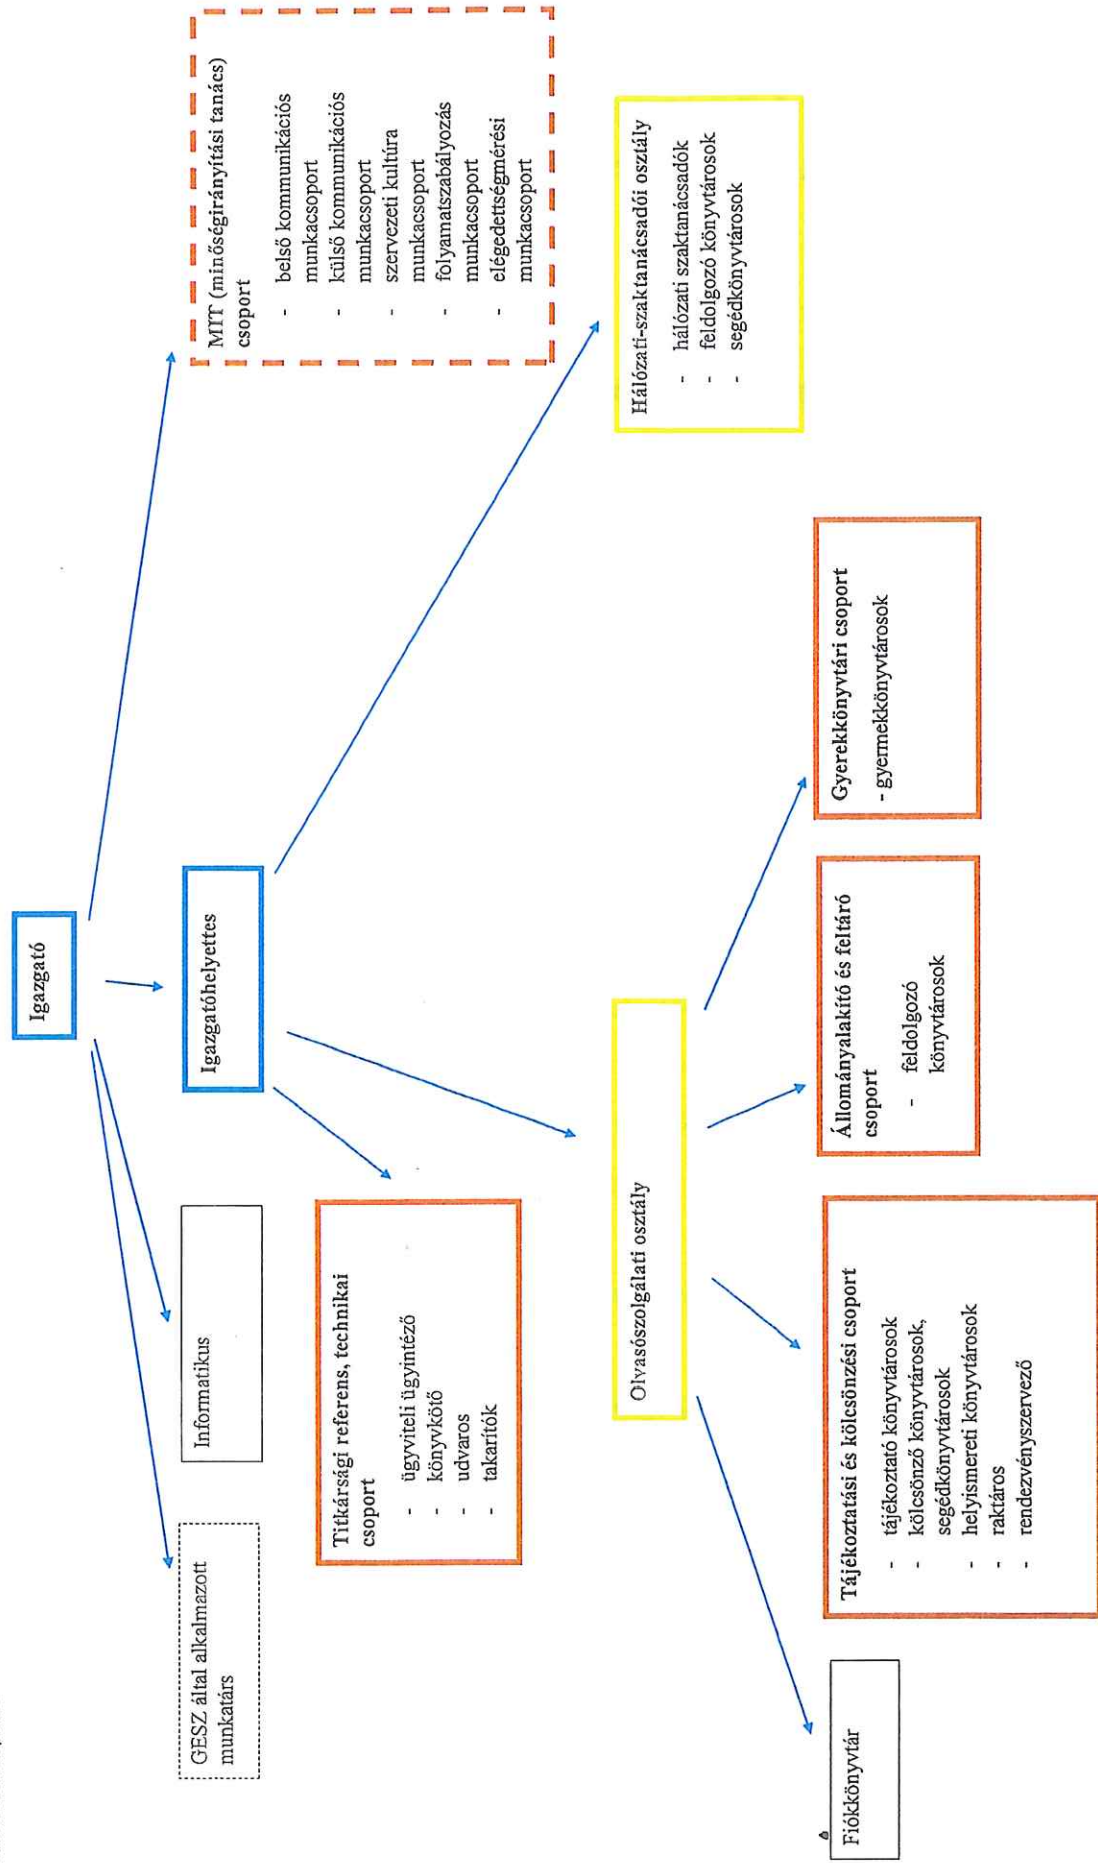 Igazgató
GESZ által alkalmazott
munkatárs
Informatikus
Igazgatóhelyettes
MIT (minőségirányítási tanács)
csoport
- belső kommunikációs
munkacsoport
- külső kommunikációs
munkacsoport
- szervezeti kultúra
munkacsoport
- folyamatszabályozás
munkacsoport
- elégedettségmérési
munkacsoport
Titkársági referens, technikai
csoport
- ügyviteli ügyintéző
- könyvkötő
- udvaros
- takarítók
Olvasószolgálati osztály
Hálózati-szaktanácsadói osztály
- hálózati szaktanácsadók
- feldolgozó könyvtárosok
- segédkönyvtárosok
Fiókkönyvtár
Tájékoztatási és kölcsönzési csoport
- tájékoztató könyvtárosok
- kölcsönző könyvtárosok,
segédkönyvtárosok
- helyismereti könyvtárosok
- raktáros
- rendezvényszervező
Állományalakító és feltáró
csoport
- feldolgozó
könyvtárosok
Gyerekkönyvtári csoport
- gyermekkönyvtárosok